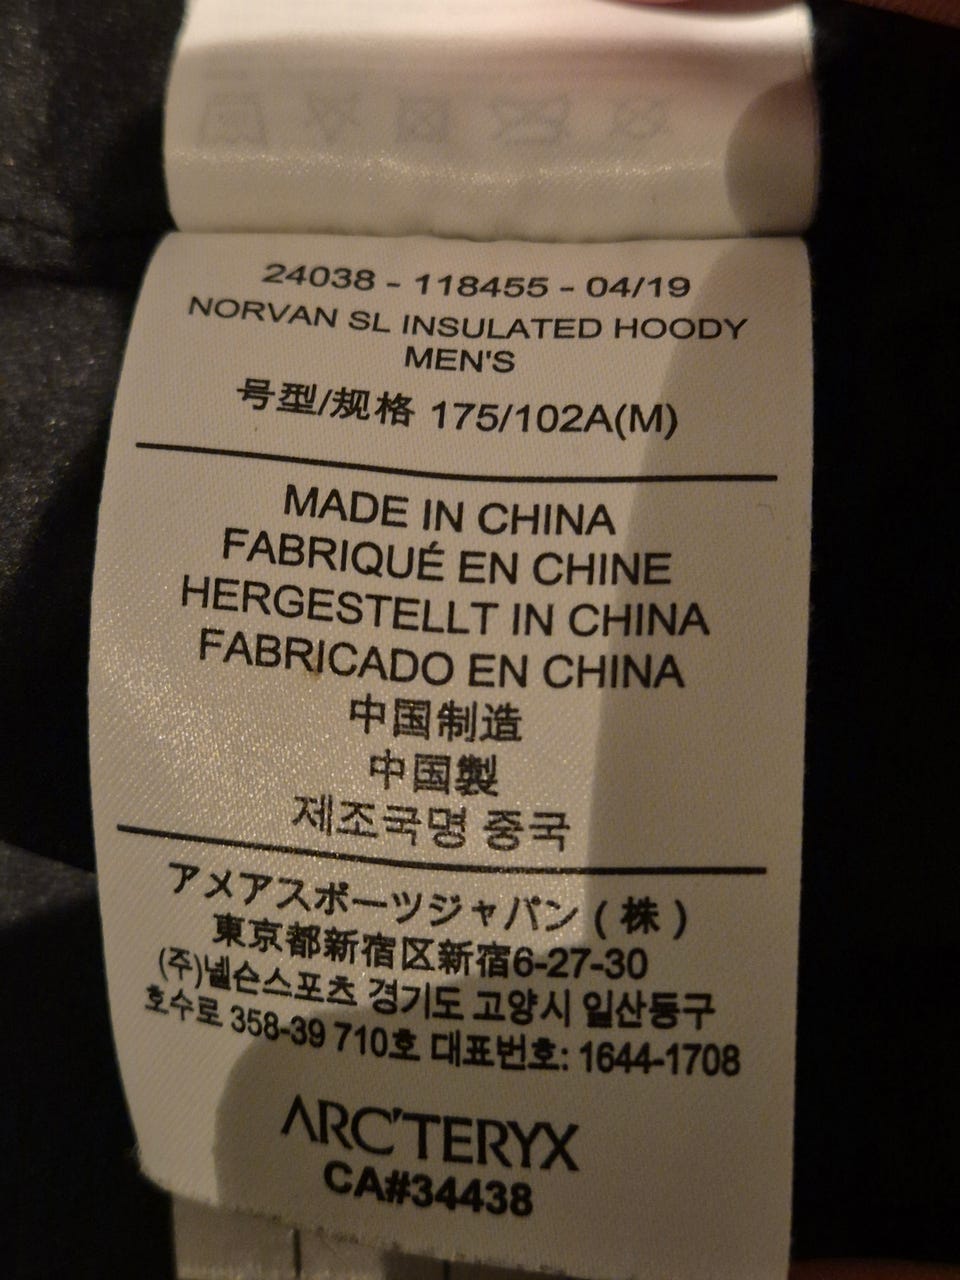 24038 - 118455 - 04/19
NORVAN SL INSULATED HOODY
MEN'S
号型/规格 175/102A(M)
MADE IN CHINA
FABRIQUÉ EN CHINE
HERGESTELLT IN CHINA
FABRICADO EN CHINA
中国制造
中国製
제조국명 중국
アメアスポーツジャパン(株)
東京都新宿区新宿6-27-30
(주)넬슨스포츠 경기도 고양시 일산동구
호수로 358-39 710호 대표번호: 1644-1708
ARC'TERYX
CA#34438